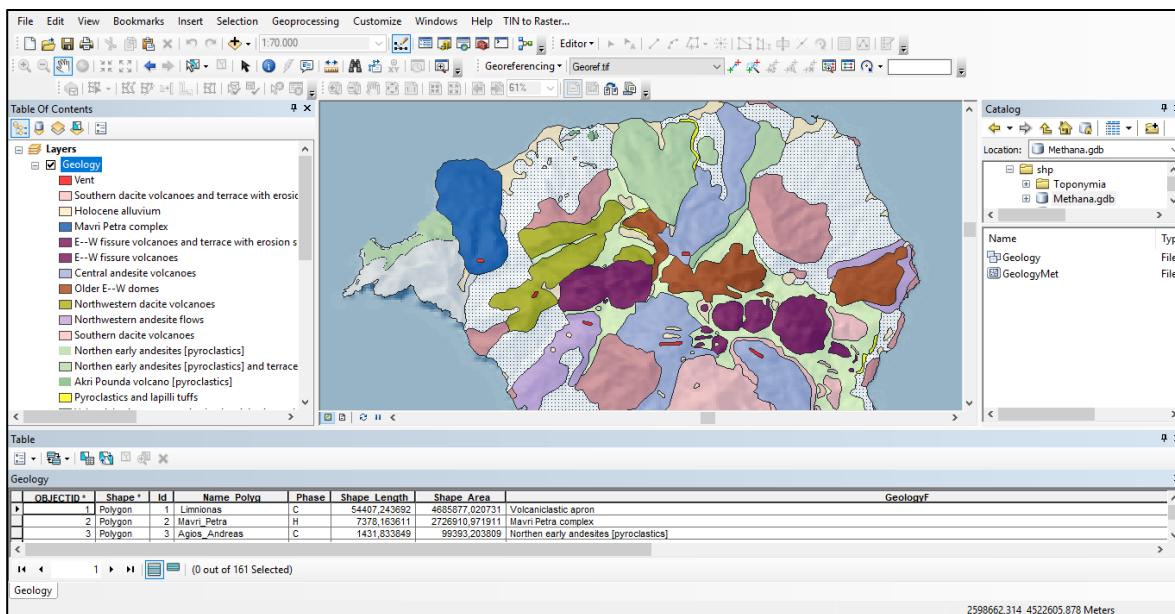 File Edit View Bookmarks Insert Selection Geoprocessing Customize Windows Help TIN to Raster...
1:70.000 Editor
Georeferencing Georef.tif
61%
Table Of Contents
Layers
Geology
Vent
Southern dacite volcanoes and terrace with erosic
Holocene alluvium
Mavri Petra complex
E--W fissure volcanoes and terrace with erosion s
E--W fissure volcanoes
Central andesite volcanoes
Older E--W domes
Northwestern dacite volcanoes
Northwestern andesite flows
Southern dacite volcanoes
Northen early andesites [pyroclastics]
Northen early andesites [pyroclastics] and terrace
Akri Pounda volcano [pyroclastics]
Pyroclastics and lapilli tuffs
Catalog
Location: Methana.gdb
shp
Toponymia
Methana.gdb
Name Typ
Geology File
GeologyMet File
Table
Geology
OBJECTID * Shape * Id Name_Polyg Phase Shape_Length Shape_Area GeologyF
1 Polygon 1 Limnionas C 54407,243692 4685877,020731 Volcaniclastic apron
2 Polygon 2 Mavri_Petra H 7378,163611 2726910,971911 Mavri Petra complex
3 Polygon 3 Agios_Andreas C 1431,833849 99393,203809 Northen early andesites [pyroclastics]
1 (0 out of 161 Selected)
Geology
2598662,314 4522605,878 Meters